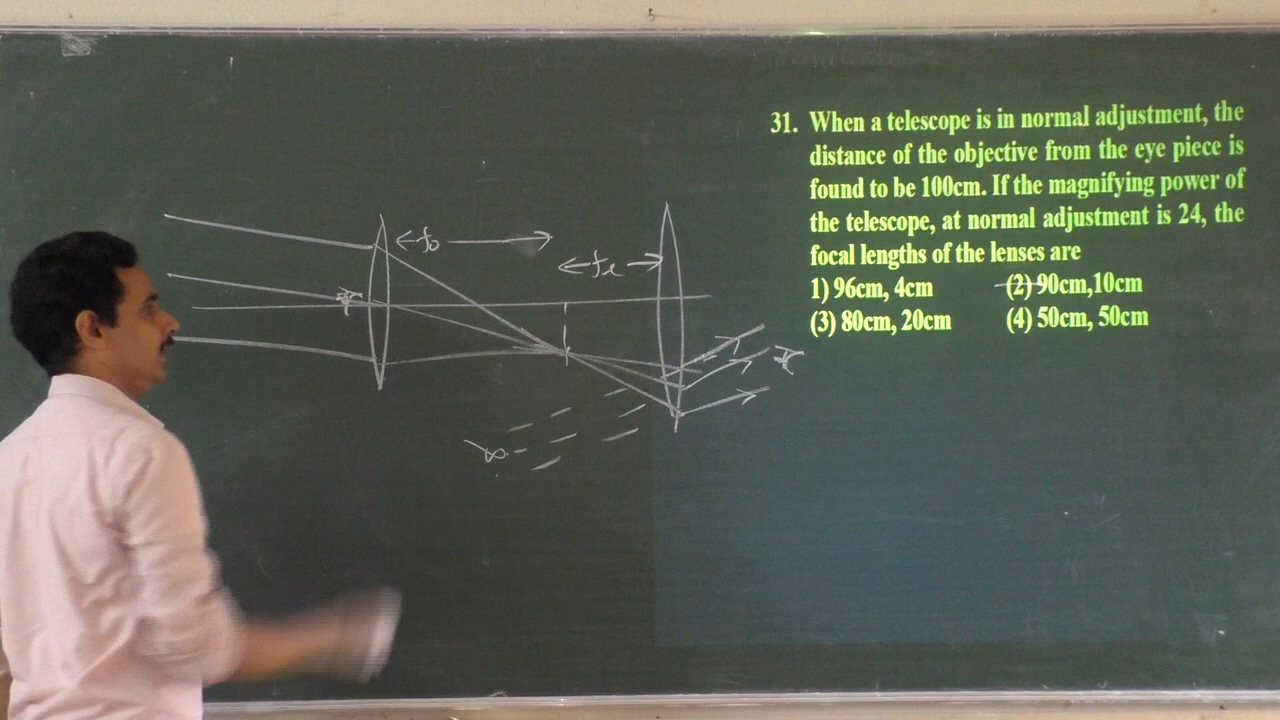 31. When a telescope is in normal adjustment, the
distance of the objective from the eye piece is
found to be 100cm. If the magnifying power of
the telescope, at normal adjustment is 24, the
focal lengths of the lenses are
1) 96cm, 4cm (2) 90cm,10cm
(3) 80cm, 20cm (4) 50cm, 50cm
fo
fe
∞